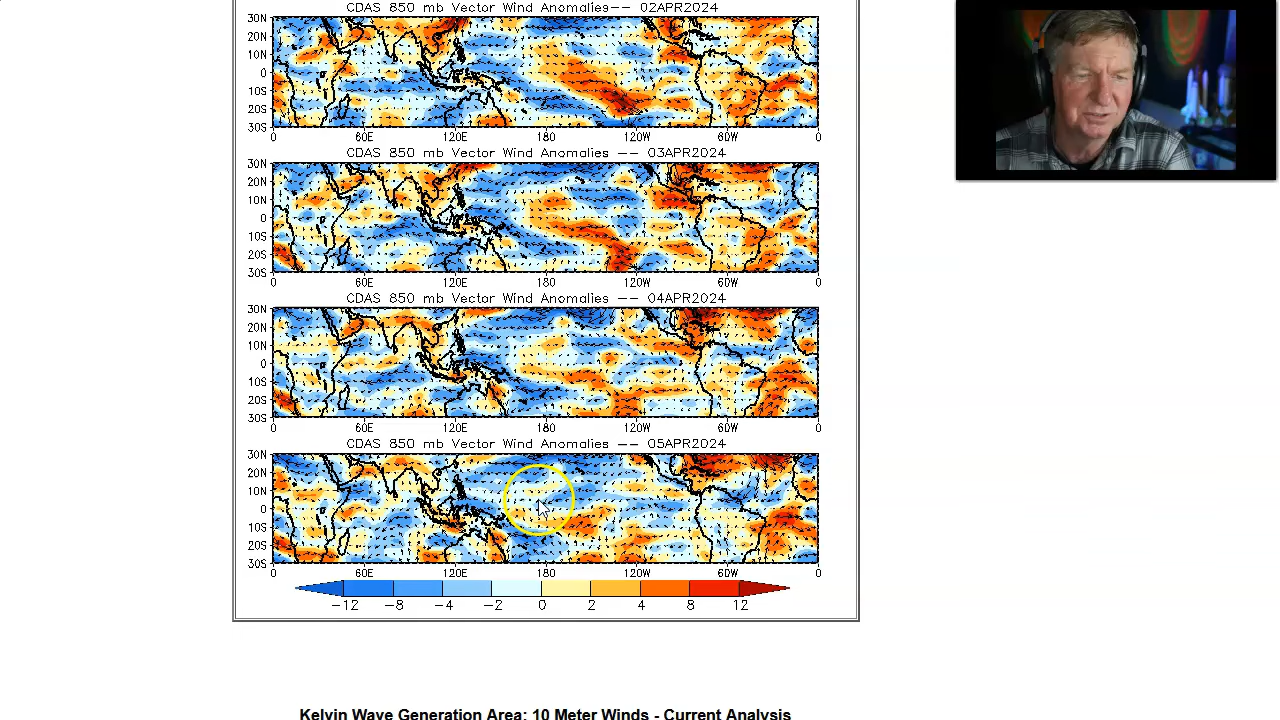 CDAS 850 mb Vector Wind Anomalies-- 02APR2024
30N
20N
10N
0
10S
20S
30S
0 60E 120E 180 120W 60W 0
CDAS 850 mb Vector Wind Anomalies -- 03APR2024
30N
20N
10N
0
10S
20S
30S
0 60E 120E 180 120W 60W 0
CDAS 850 mb Vector Wind Anomalies -- 04APR2024
30N
20N
10N
0
10S
20S
30S
0 60E 120E 180 120W 60W 0
CDAS 850 mb Vector Wind Anomalies -- 05APR2024
30N
20N
10N
0
10S
20S
30S
0 60E 120E 180 120W 60W 0
-12 -8 -4 -2 0 2 4 8 12
Kelvin Wave Generation Area: 10 Meter Winds - Current Analysis